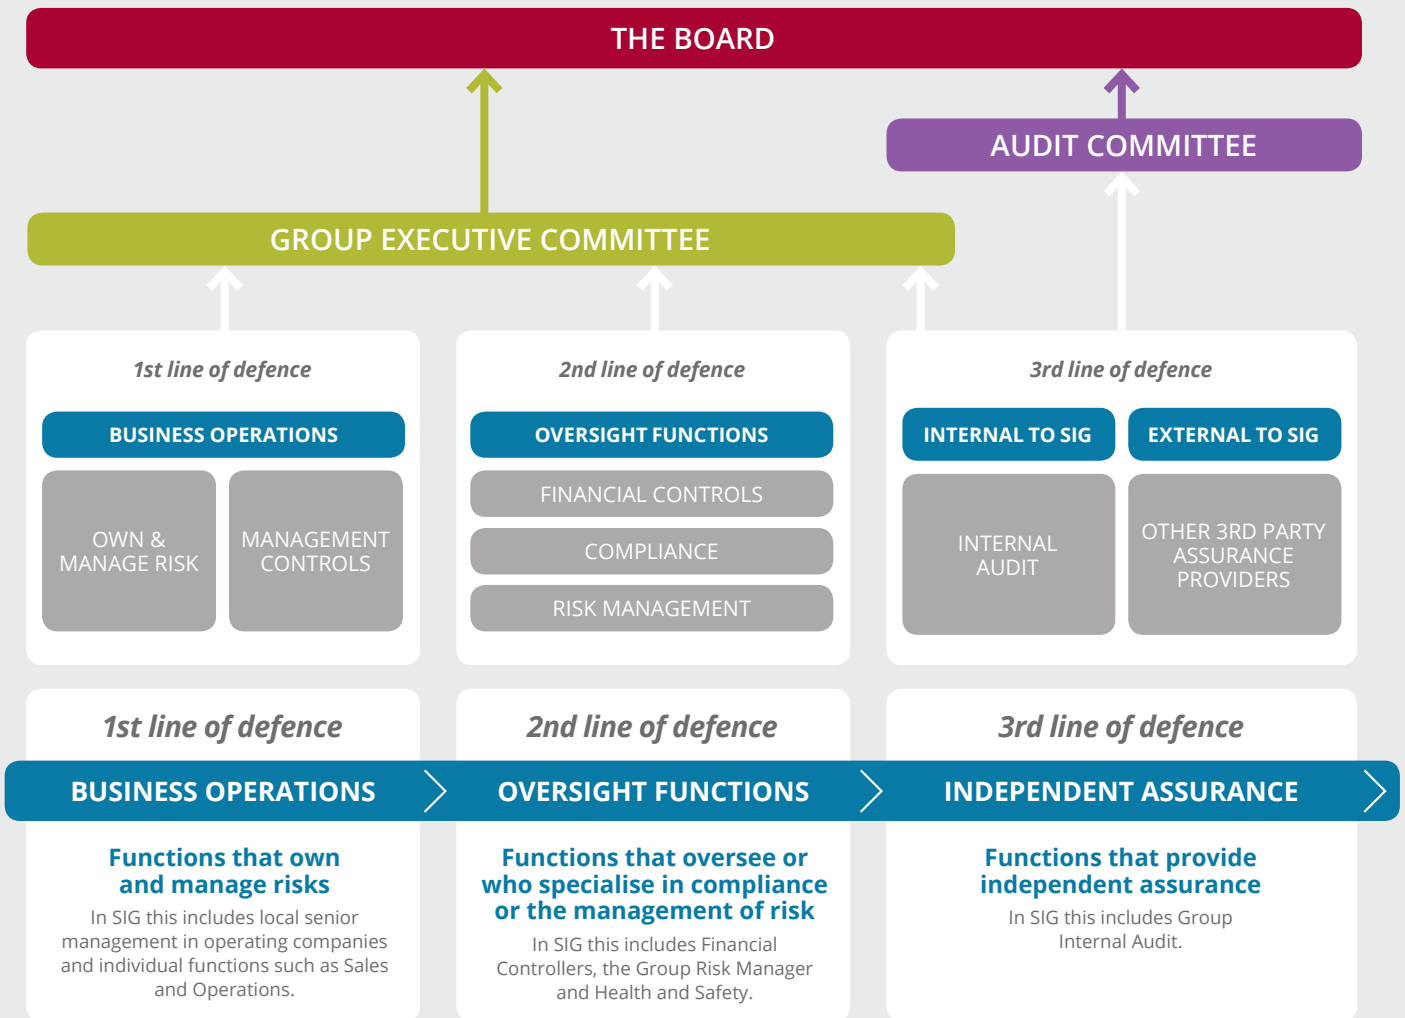 THE BOARD
AUDIT COMMITTEE
GROUP EXECUTIVE COMMITTEE
1st line of defence
BUSINESS OPERATIONS
OWN &
MANAGE RISK
MANAGEMENT
CONTROLS
2nd line of defence
OVERSIGHT FUNCTIONS
FINANCIAL CONTROLS
COMPLIANCE
RISK MANAGEMENT
3rd line of defence
INTERNAL TO SIG
INTERNAL
AUDIT
EXTERNAL TO SIG
OTHER 3RD PARTY
ASSURANCE
PROVIDERS
1st line of defence
BUSINESS OPERATIONS
Functions that own
and manage risks
In SIG this includes local senior
management in operating companies
and individual functions such as Sales
and Operations.
2nd line of defence
OVERSIGHT FUNCTIONS
Functions that oversee or
who specialise in compliance
or the management of risk
In SIG this includes Financial
Controllers, the Group Risk Manager
and Health and Safety.
3rd line of defence
INDEPENDENT ASSURANCE
Functions that provide
independent assurance
In SIG this includes Group
Internal Audit.